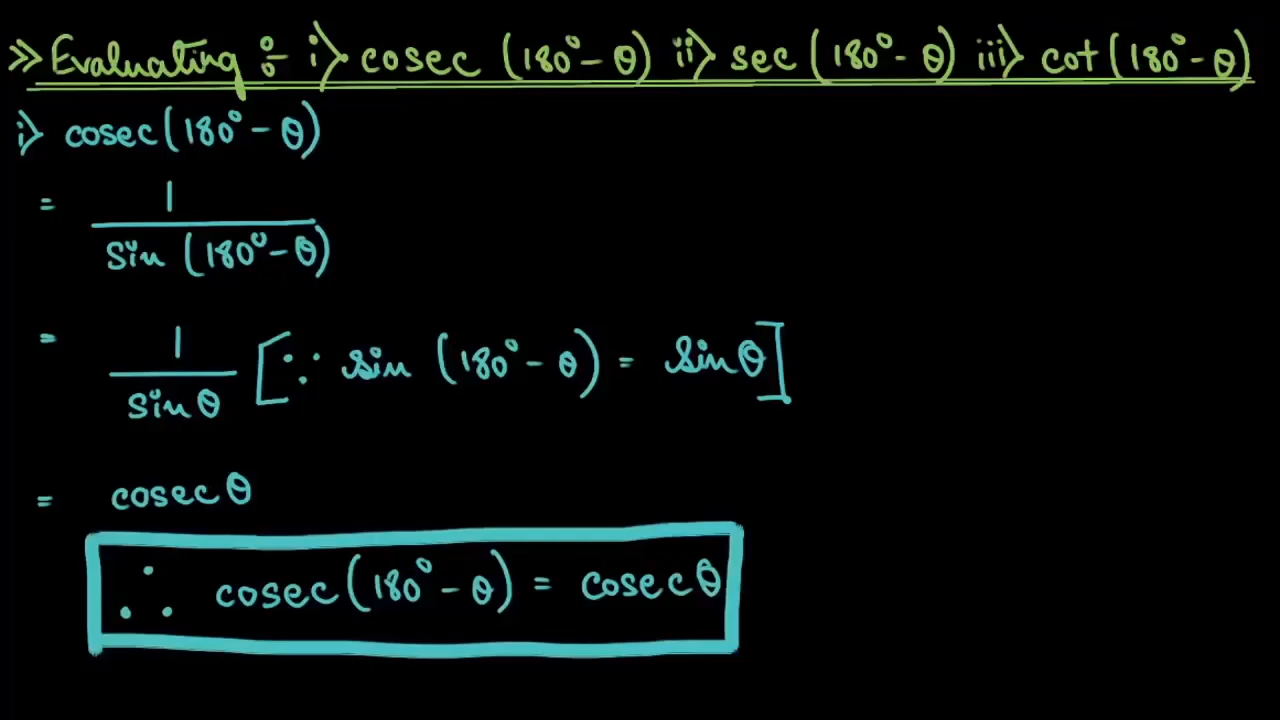 >> Evaluating :- i> cosec (180° - θ) ii> sec (180° - θ) iii> cot (180° - θ)
i> cosec (180° - θ)
= 1
sin (180° - θ)
= 1
sin θ [∵ sin (180° - θ) = sin θ]
= cosec θ
∴ cosec (180° - θ) = cosec θ